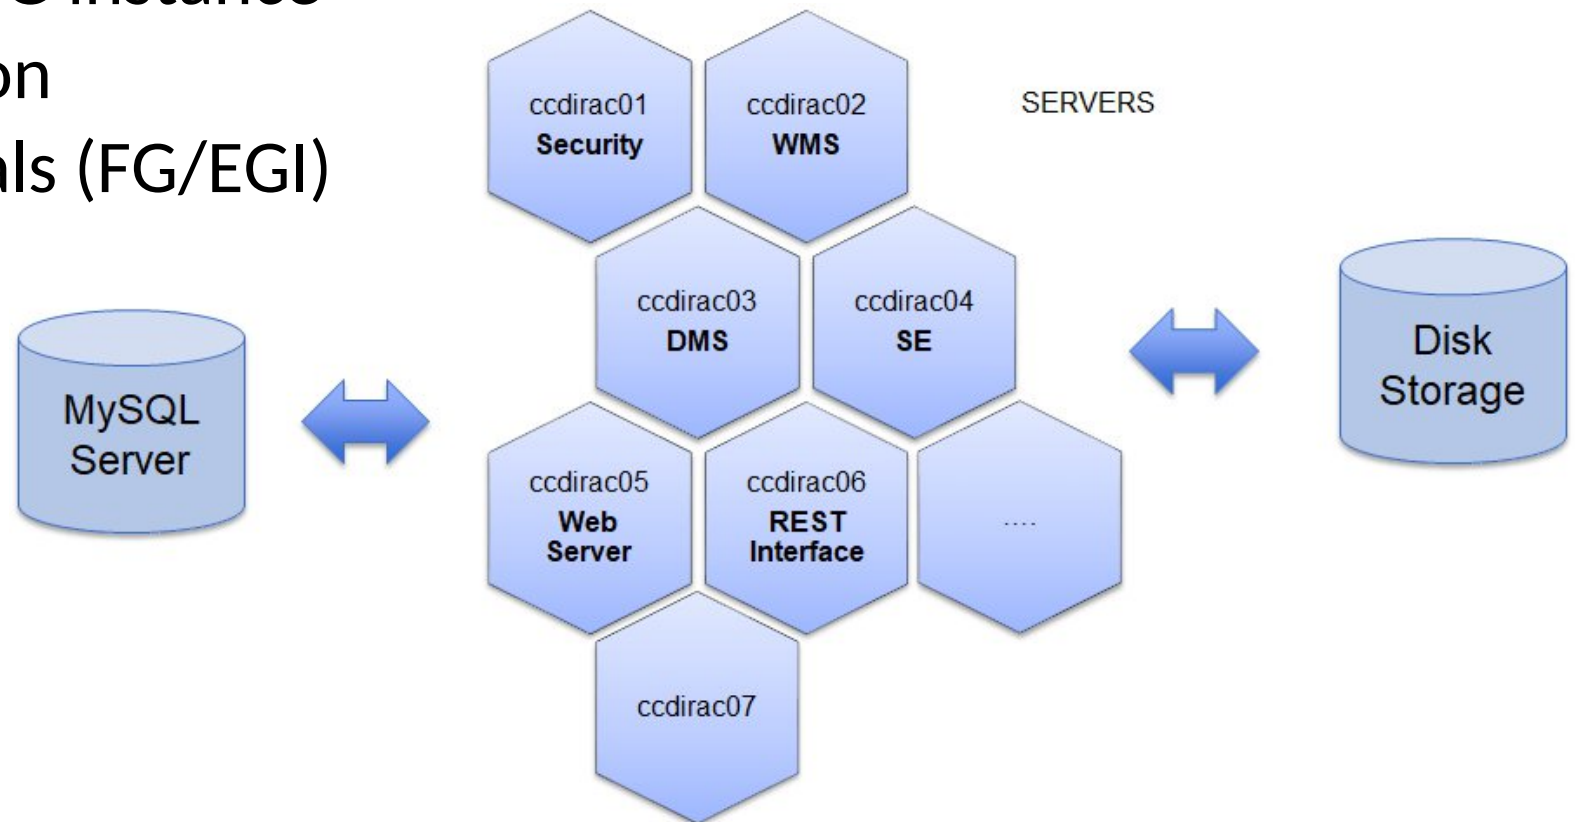 instance
on
als (FG/EGI)
SERVERS
ccdirac01
Security
ccdirac02
WMS
ccdirac03
DMS
ccdirac04
SE
MySQL
Server
Disk
Storage
ccdirac05
Web
Server
ccdirac06
REST
Interface
....
ccdirac07